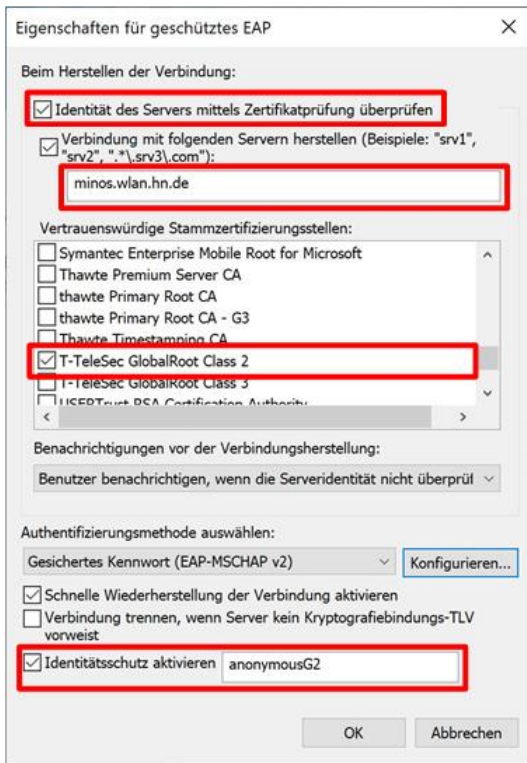 Eigenschaften für geschütztes EAP
Beim Herstellen der Verbindung:
Identität des Servers mittels Zertifikatprüfung überprüfen
Verbindung mit folgenden Servern herstellen (Beispiele: "srv1",
"srv2", ".*\.srv3\.com"):
minos.wlan.hn.de
Vertrauenswürdige Stammzertifizierungsstellen:
Symantec Enterprise Mobile Root for Microsoft
Thawte Premium Server CA
thawte Primary Root CA
thawte Primary Root CA - G3
Thawte Timestamping CA
T-TeleSec GlobalRoot Class 2
T-TeleSec GlobalRoot Class 3
USERTrust RSA Certification Authority
Benachrichtigungen vor der Verbindungsherstellung:
Benutzer benachrichtigen, wenn die Serveridentität nicht überprüf
Authentifizierungsmethode auswählen:
Gesichertes Kennwort (EAP-MSCHAP v2)
Konfigurieren...
Schnelle Wiederherstellung der Verbindung aktivieren
Verbindung trennen, wenn Server kein Kryptografiebindungs-TLV
vorweist
Identitätsschutz aktivieren
anonymousG2
OK
Abbrechen